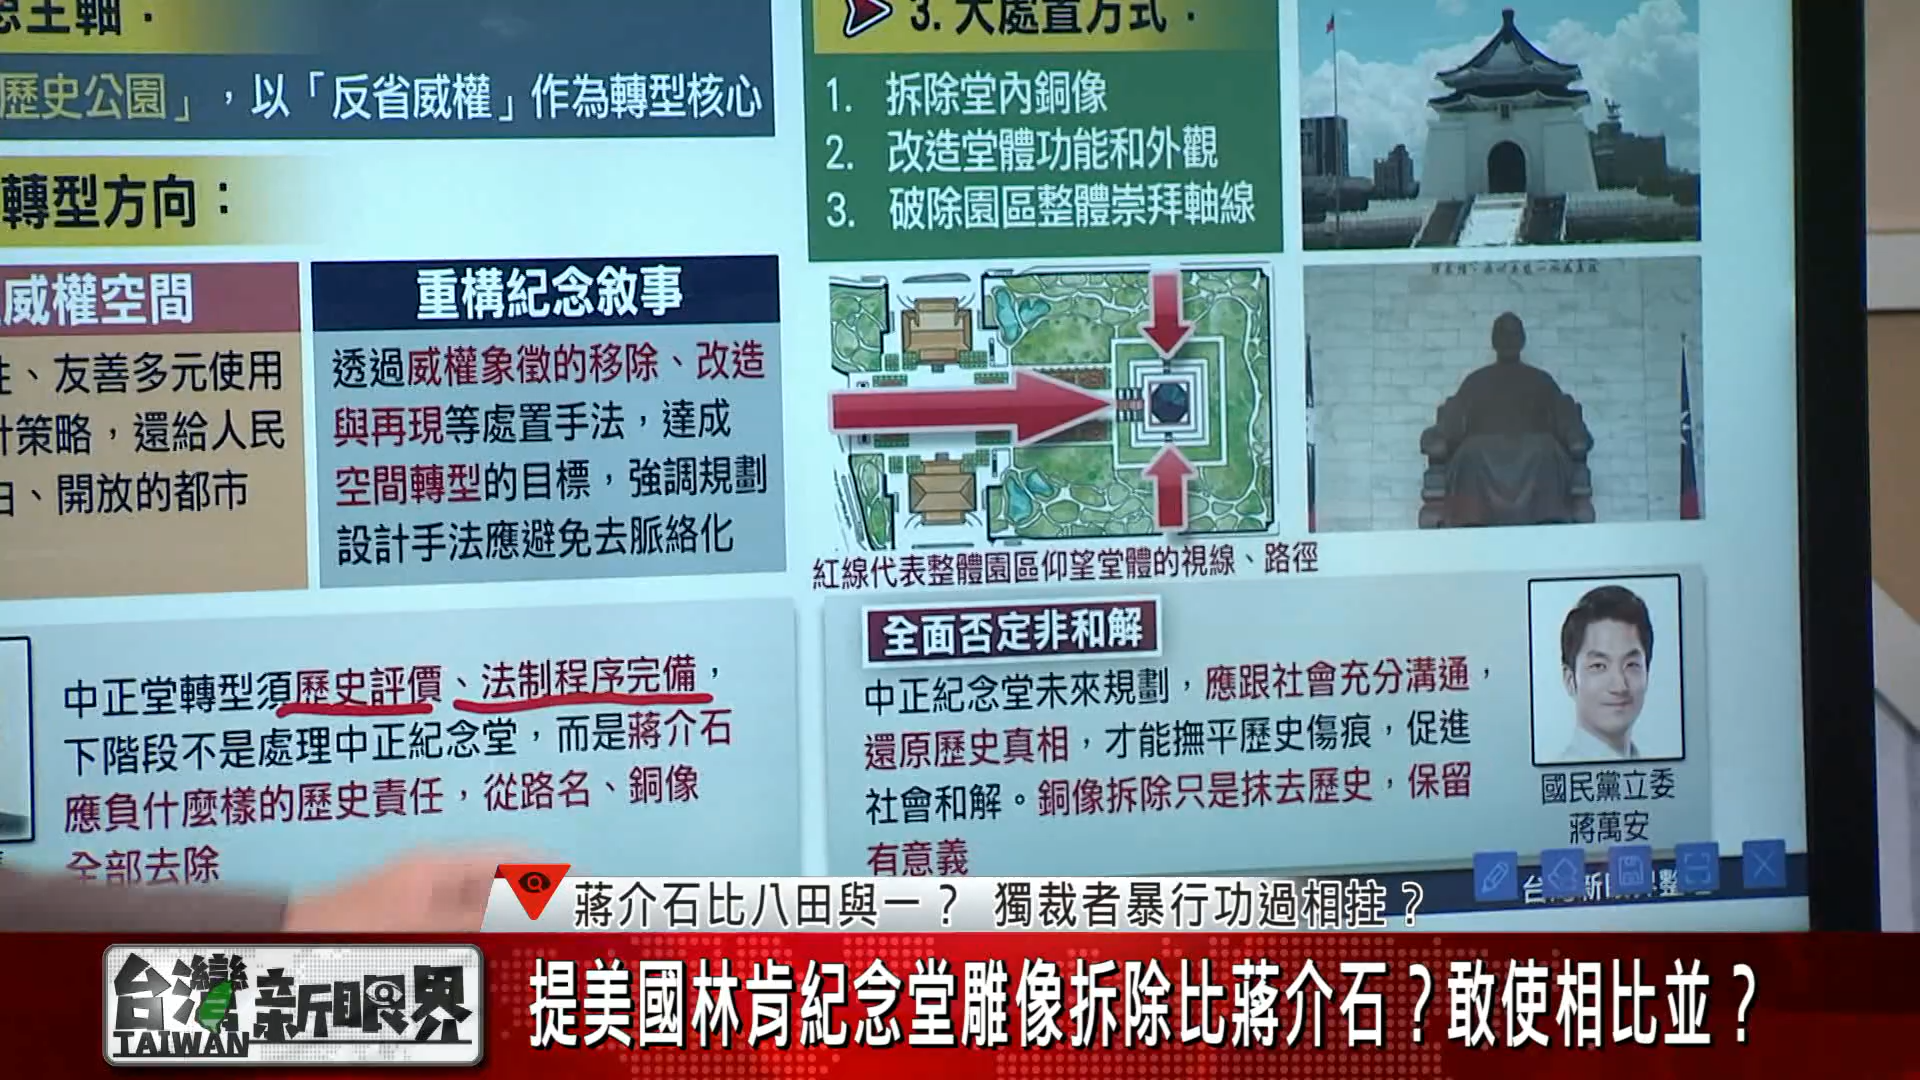 思主軸：
歷史公園」，以「反省威權」作為轉型核心
轉型方向：
威權空間
生、友善多元使用
計策略，還給人民
由、開放的都市
重構紀念敘事
透過威權象徵的移除、改造
與再現等處置手法，達成
空間轉型的目標，強調規劃
設計手法應避免去脈絡化
3. 大處置方式：
1. 拆除堂內銅像
2. 改造堂體功能和外觀
3. 破除園區整體崇拜軸線
紅線代表整體園區仰望堂體的視線、路徑
中正堂轉型須歷史評價、法制程序完備，
下階段不是處理中正紀念堂，而是蔣介石
應負什麼樣的歷史責任，從路名、銅像
全部去除
全面否定非和解
中正紀念堂未來規劃，應跟社會充分溝通，
還原歷史真相，才能撫平歷史傷痕，促進
社會和解。銅像拆除只是抹去歷史，保留
有意義
國民黨立委
蔣萬安
蔣介石比八田與一？ 獨裁者暴行功過相拄？
台灣新眼界
TAIWAN
提美國林肯紀念堂雕像拆除比蔣介石？敢使相比並？